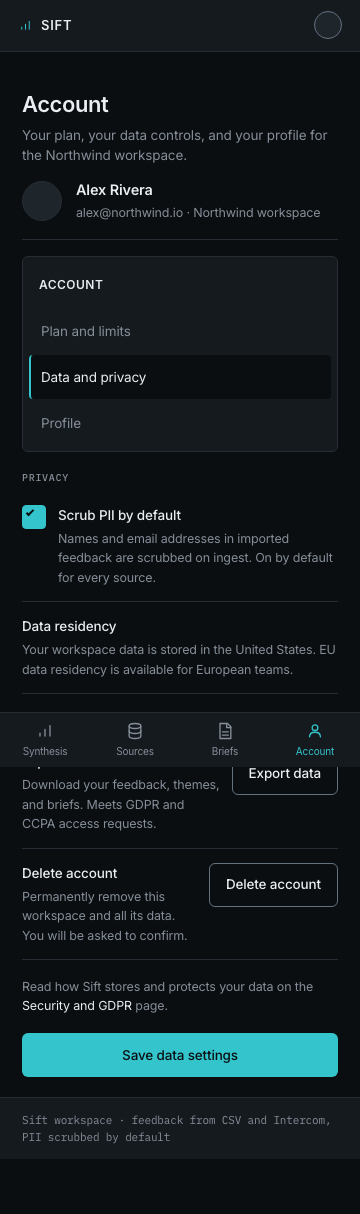 SIFT
Account
Your plan, your data controls, and your profile for
the Northwind workspace.
Alex Rivera
alex@northwind.io · Northwind workspace
ACCOUNT
Plan and limits
Data and privacy
Profile
PRIVACY
Scrub PII by default
Names and email addresses in imported
feedback are scrubbed on ingest. On by default
for every source.
Data residency
Your workspace data is stored in the United States. EU
data residency is available for European teams.
Synthesis
Sources
Briefs
Account
Export data
Download your feedback, themes,
and briefs. Meets GDPR and
CCPA access requests.
Delete account
Delete account
Permanently remove this
workspace and all its data.
You will be asked to confirm.
Read how Sift stores and protects your data on the
Security and GDPR page.
Save data settings
Sift workspace · feedback from CSV and Intercom,
PII scrubbed by default